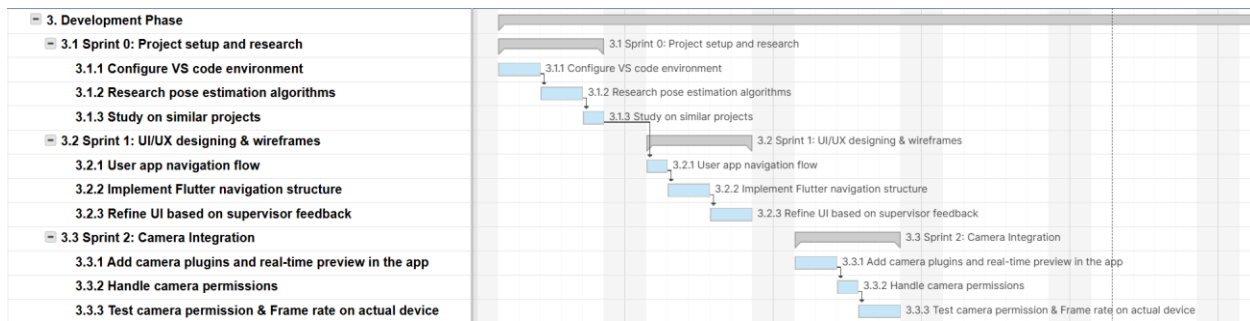 3. Development Phase
3.1 Sprint 0: Project setup and research 3.1 Sprint 0: Project setup and research
3.1.1 Configure VS code environment 3.1.1 Configure VS code environment
3.1.2 Research pose estimation algorithms 3.1.2 Research pose estimation algorithms
3.1.3 Study on similar projects 3.1.3 Study on similar projects
3.2 Sprint 1: UI/UX designing & wireframes 3.2 Sprint 1: UI/UX designing & wireframes
3.2.1 User app navigation flow 3.2.1 User app navigation flow
3.2.2 Implement Flutter navigation structure 3.2.2 Implement Flutter navigation structure
3.2.3 Refine UI based on supervisor feedback 3.2.3 Refine UI based on supervisor feedback
3.3 Sprint 2: Camera Integration 3.3 Sprint 2: Camera Integration
3.3.1 Add camera plugins and real-time preview in the app 3.3.1 Add camera plugins and real-time preview in the app
3.3.2 Handle camera permissions 3.3.2 Handle camera permissions
3.3.3 Test camera permission & Frame rate on actual device 3.3.3 Test camera permission & Frame rate on actual device